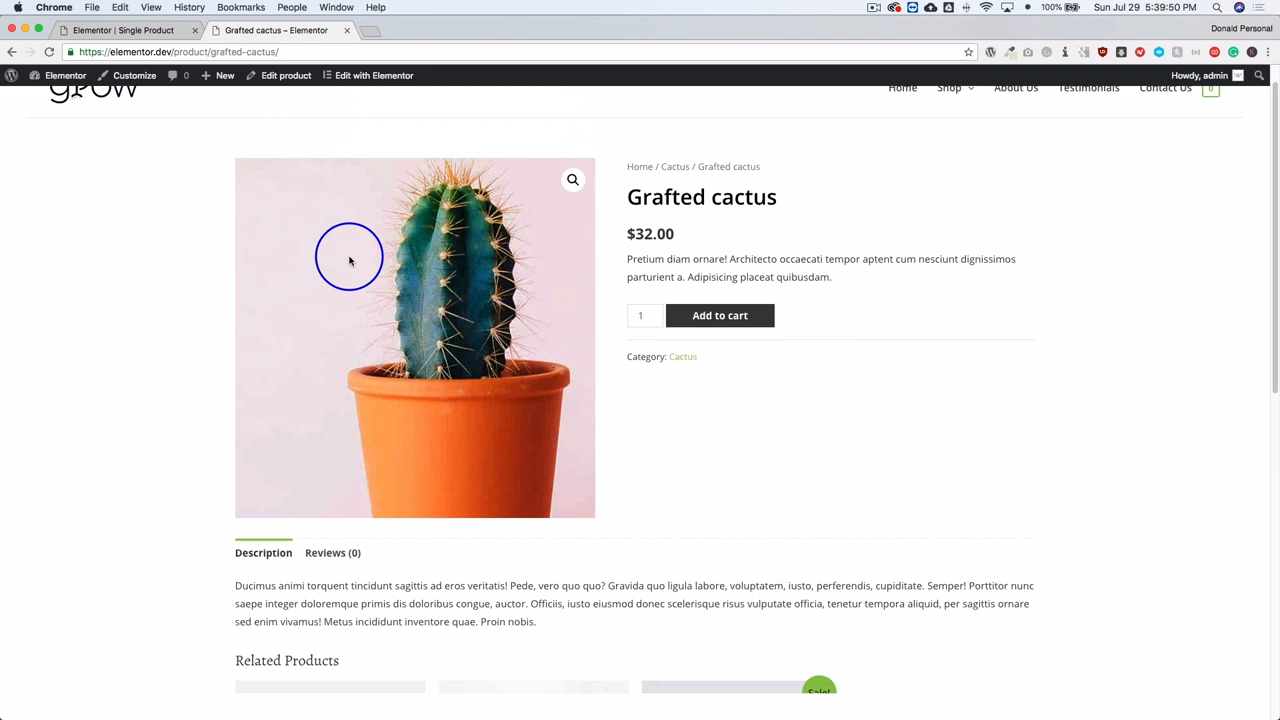 Chrome File Edit View History Bookmarks People Window Help 100% Sun Jul 29 5:39:50 PM
Elementor | Single Product Grafted cactus – Elementor Donald Personal
https://elementor.dev/product/grafted-cactus/
Elementor Customize 0 New Edit product Edit with Elementor Howdy, admin
grow Home Shop About Us Testimonials Contact Us 0
Home / Cactus / Grafted cactus
Grafted cactus
$32.00
Pretium diam ornare! Architecto occaecati tempor aptent cum nesciunt dignissimos
parturient a. Adipisicing placeat quibusdam.
1 Add to cart
Category: Cactus
Description Reviews (0)
Ducimus animi torquent tincidunt sagittis ad eros veritatis! Pede, vero quo quo? Gravida quo ligula labore, voluptatem, iusto, perferendis, cupiditate. Semper! Porttitor nunc
saepe integer doloremque primis dis doloribus congue, auctor. Officiis, iusto eiusmod donec scelerisque risus vulputate officia, tenetur tempora aliquid, per sagittis ornare
sed enim vivamus! Metus incididunt inventore quae. Proin nobis.
Related Products
Sale!